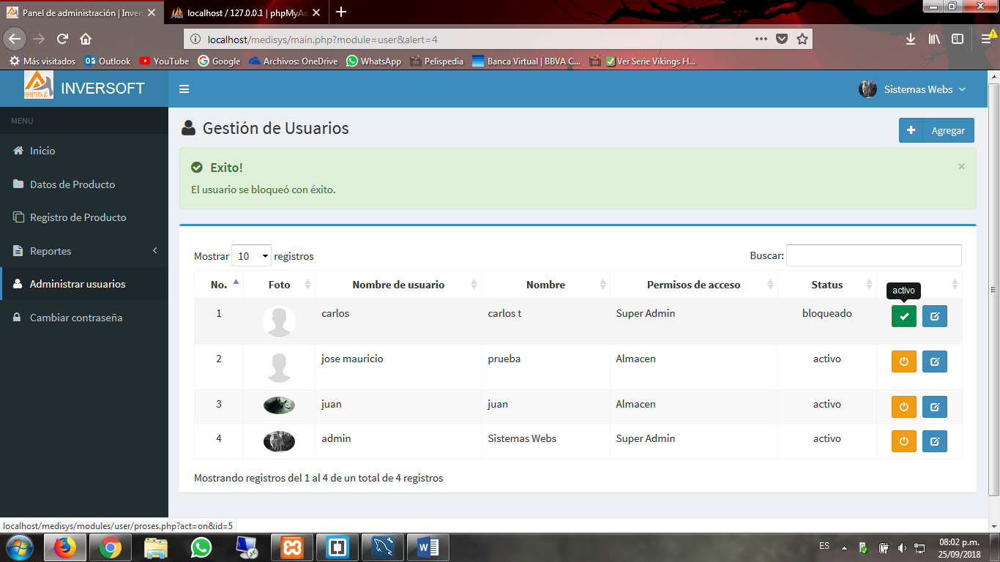 Panel de administración | Inver
localhost / 127.0.0.1 | phpMyAd
localhost/medisys/main.php?module=user&alert=4
Más visitados
Outlook
YouTube
Google
Archivos: OneDrive
WhatsApp
Pelispedia
Banca Virtual | BBVA C...
Ver Serie Vikings H...
FERRETERIA JC
INVERSOFT
Sistemas Webs
MENU
Inicio
Datos de Producto
Registro de Producto
Reportes
Administrar usuarios
Cambiar contraseña
Gestión de Usuarios
Agregar
Exito!
×
El usuario se bloqueó con éxito.
Mostrar 10 registros
Buscar:
No. Foto Nombre de usuario Nombre Permisos de acceso Status
activo
1 carlos carlos t Super Admin bloqueado
2 jose mauricio prueba Almacen activo
3 juan juan Almacen activo
4 admin Sistemas Webs Super Admin activo
Mostrando registros del 1 al 4 de un total de 4 registros
localhost/medisys/modules/user/proses.php?act=on&id=5
ES
08:02 p.m.
25/09/2018